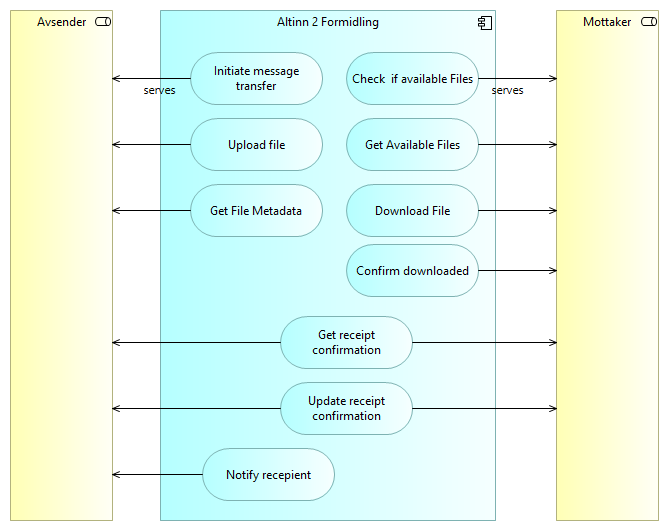 Avsender
Altinn 2 Formidling
Mottaker
Initiate message
transfer
Check if available Files
serves
serves
Upload file
Get Available Files
Get File Metadata
Download File
Confirm downloaded
Get receipt
confirmation
Update receipt
confirmation
Notify recepient